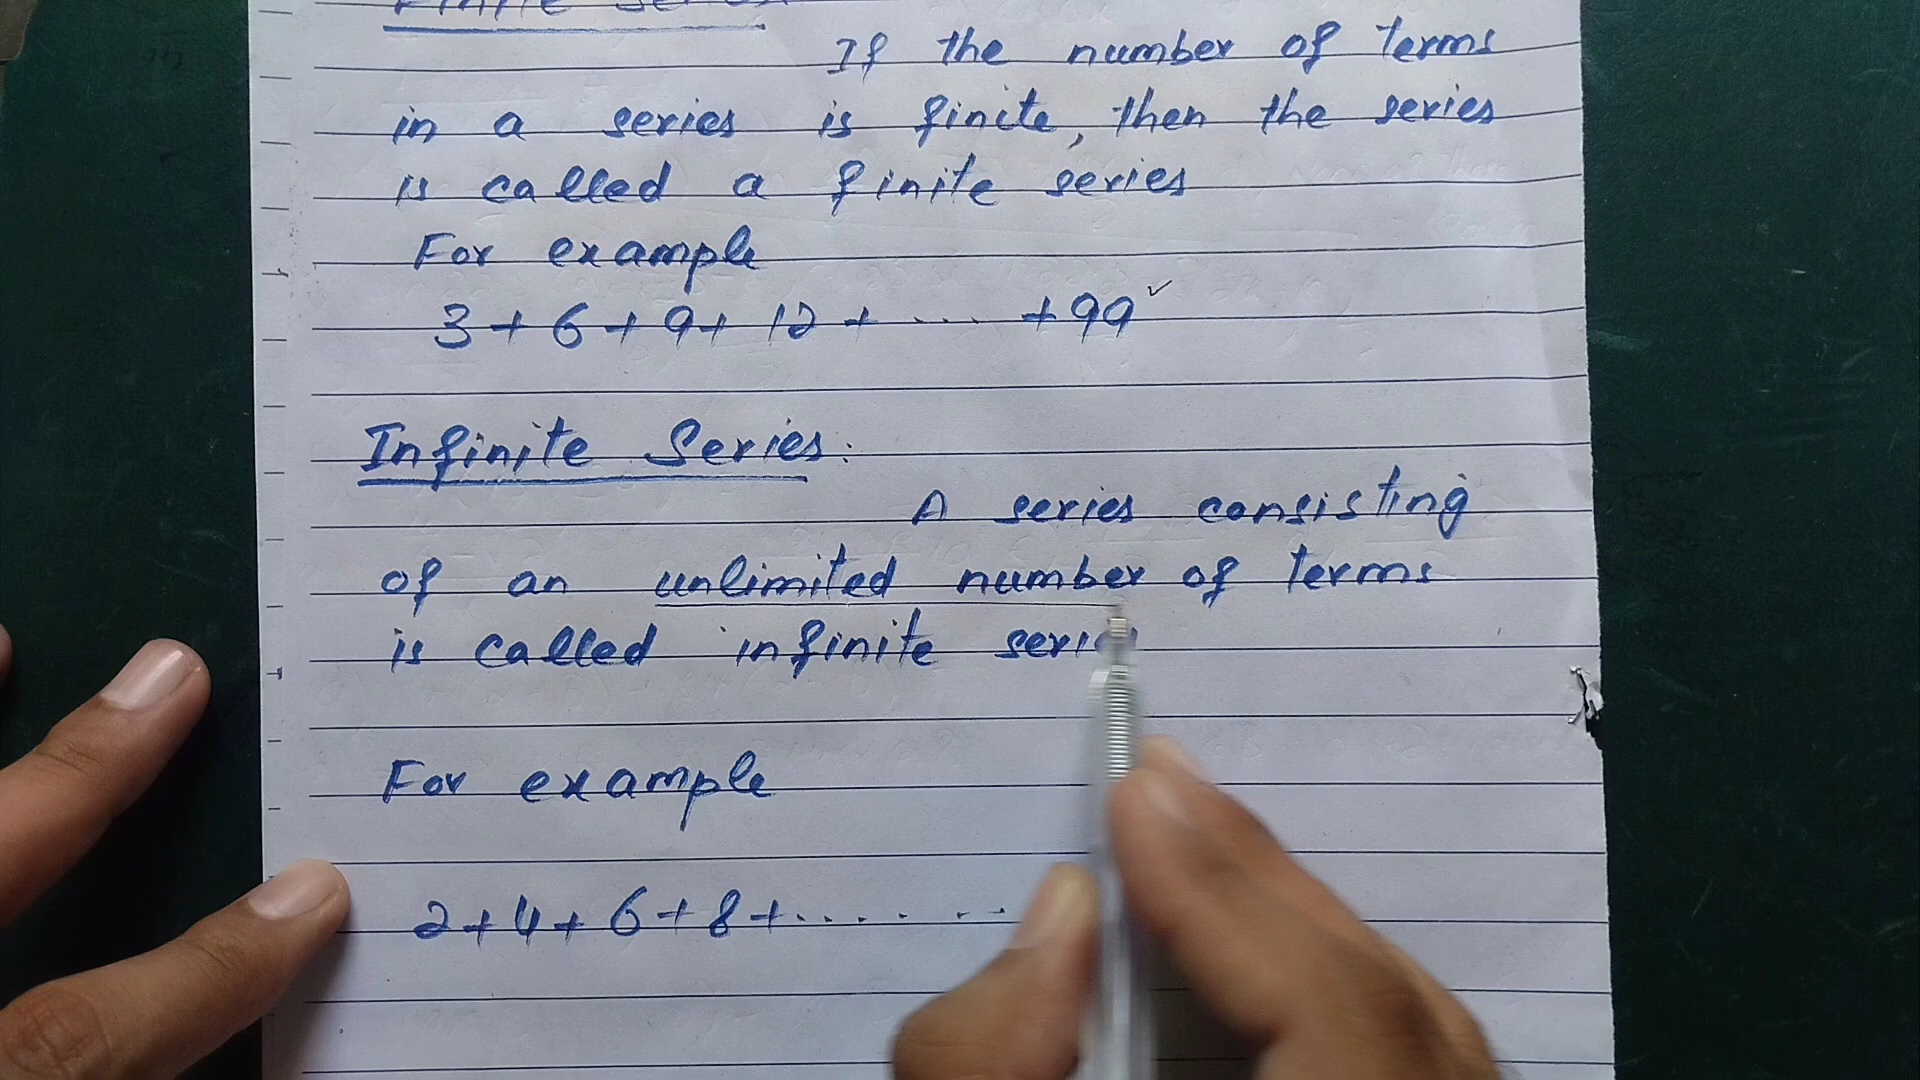 Finite Series
If the number of terms
in a series is finite, then the series
is called a finite series
For example
3 + 6 + 9 + 12 + .... + 99 ✓
Infinite Series:
A series consisting
of an unlimited number of terms
is called infinite
For example
2 + 4 + 6 + 8 + .... ...